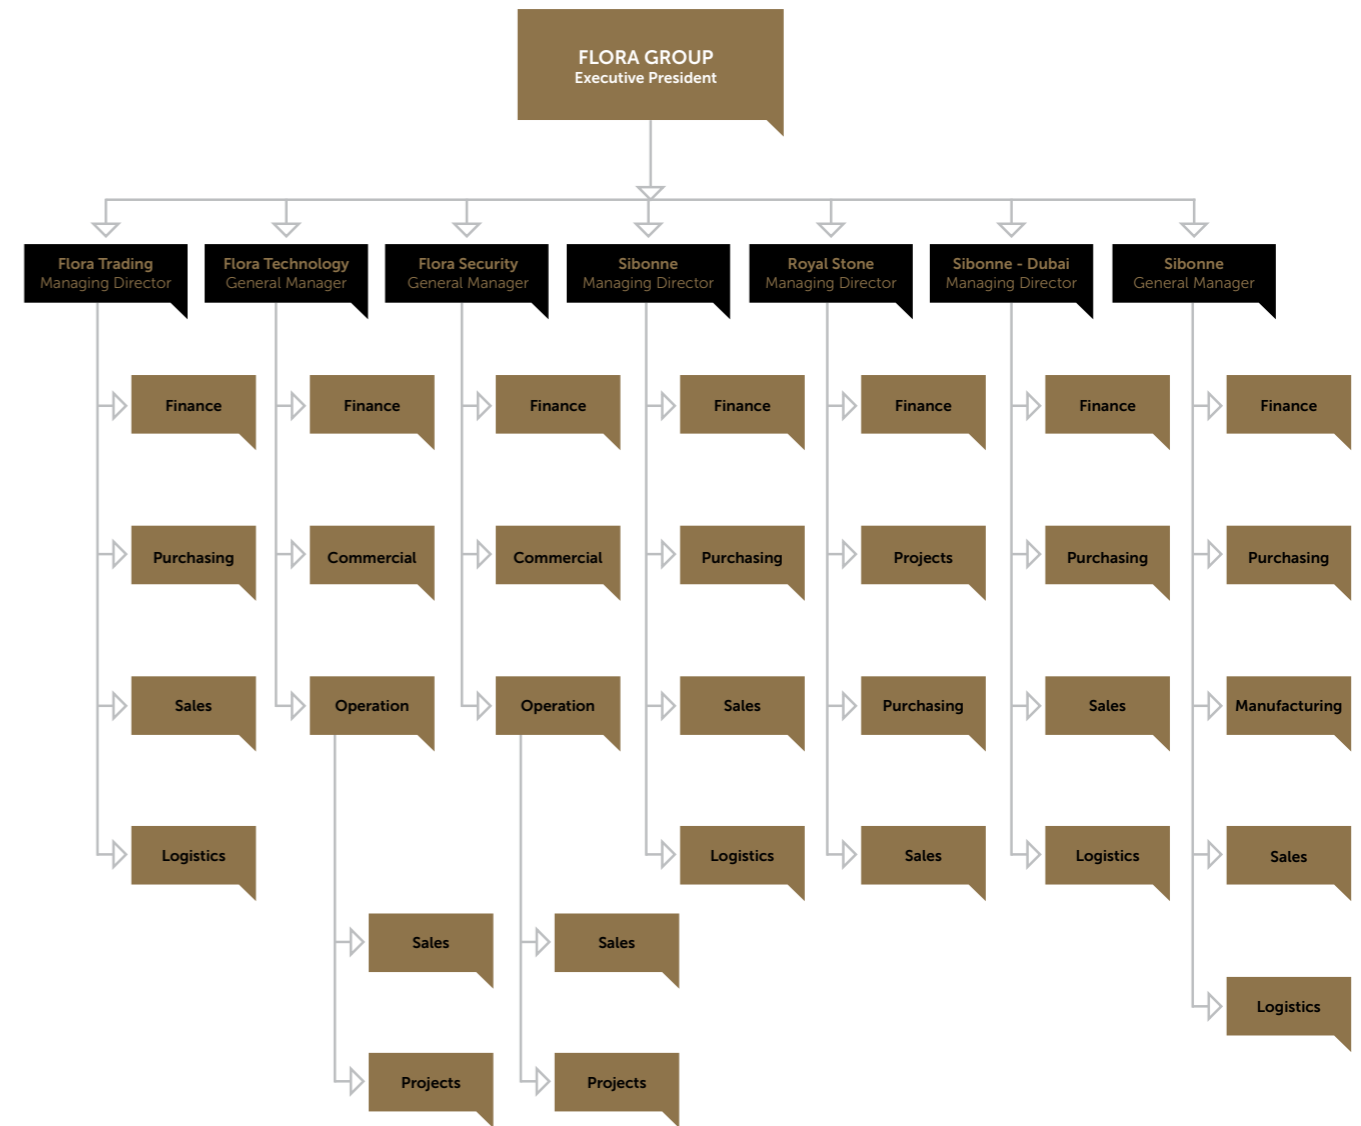 FLORA GROUP
Executive President
Flora Trading
Managing Director
Flora Technology
General Manager
Flora Security
General Manager
Sibonne
Managing Director
Royal Stone
Managing Director
Sibonne - Dubai
Managing Director
Sibonne
General Manager
Finance
Finance
Finance
Finance
Finance
Finance
Finance
Purchasing
Commercial
Commercial
Purchasing
Projects
Purchasing
Purchasing
Sales
Operation
Operation
Sales
Purchasing
Sales
Manufacturing
Logistics
Logistics
Sales
Logistics
Sales
Sales
Sales
Logistics
Projects
Projects